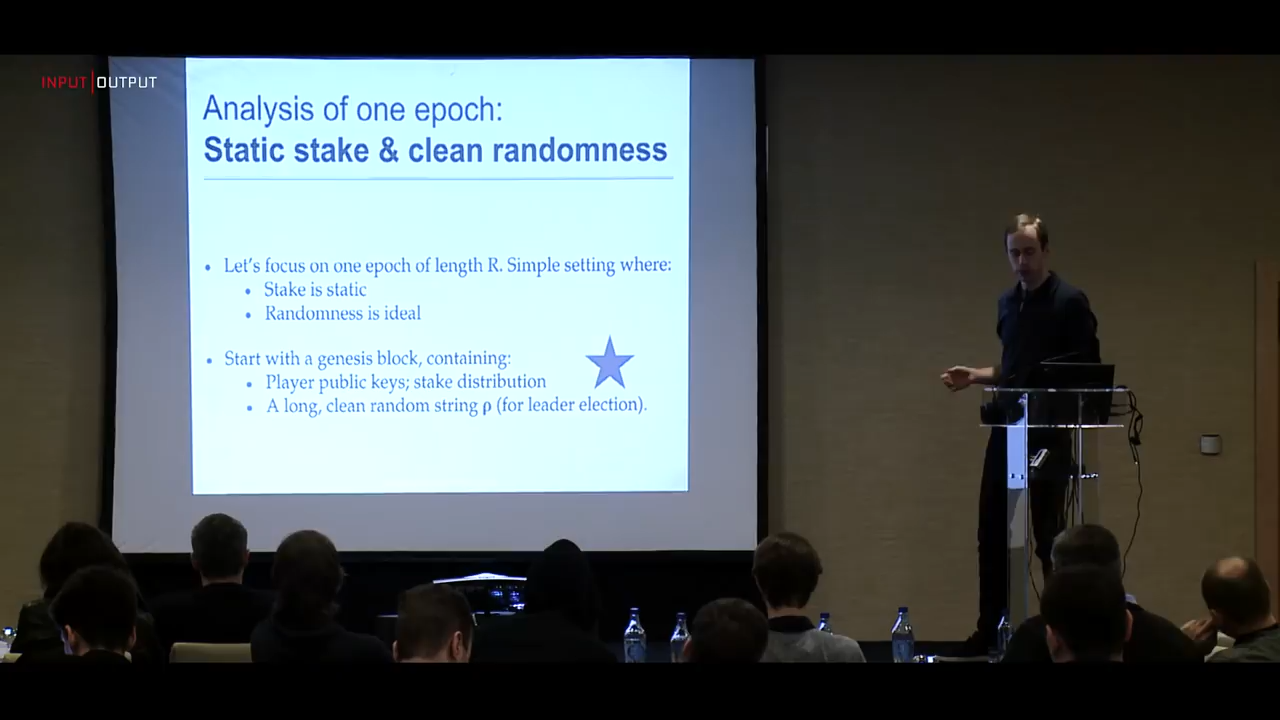 INPUT|OUTPUT
Analysis of one epoch:
Static stake & clean randomness
• Let's focus on one epoch of length R. Simple setting where:
• Stake is static
• Randomness is ideal
• Start with a genesis block, containing:
• Player public keys; stake distribution
• A long, clean random string ρ (for leader election).